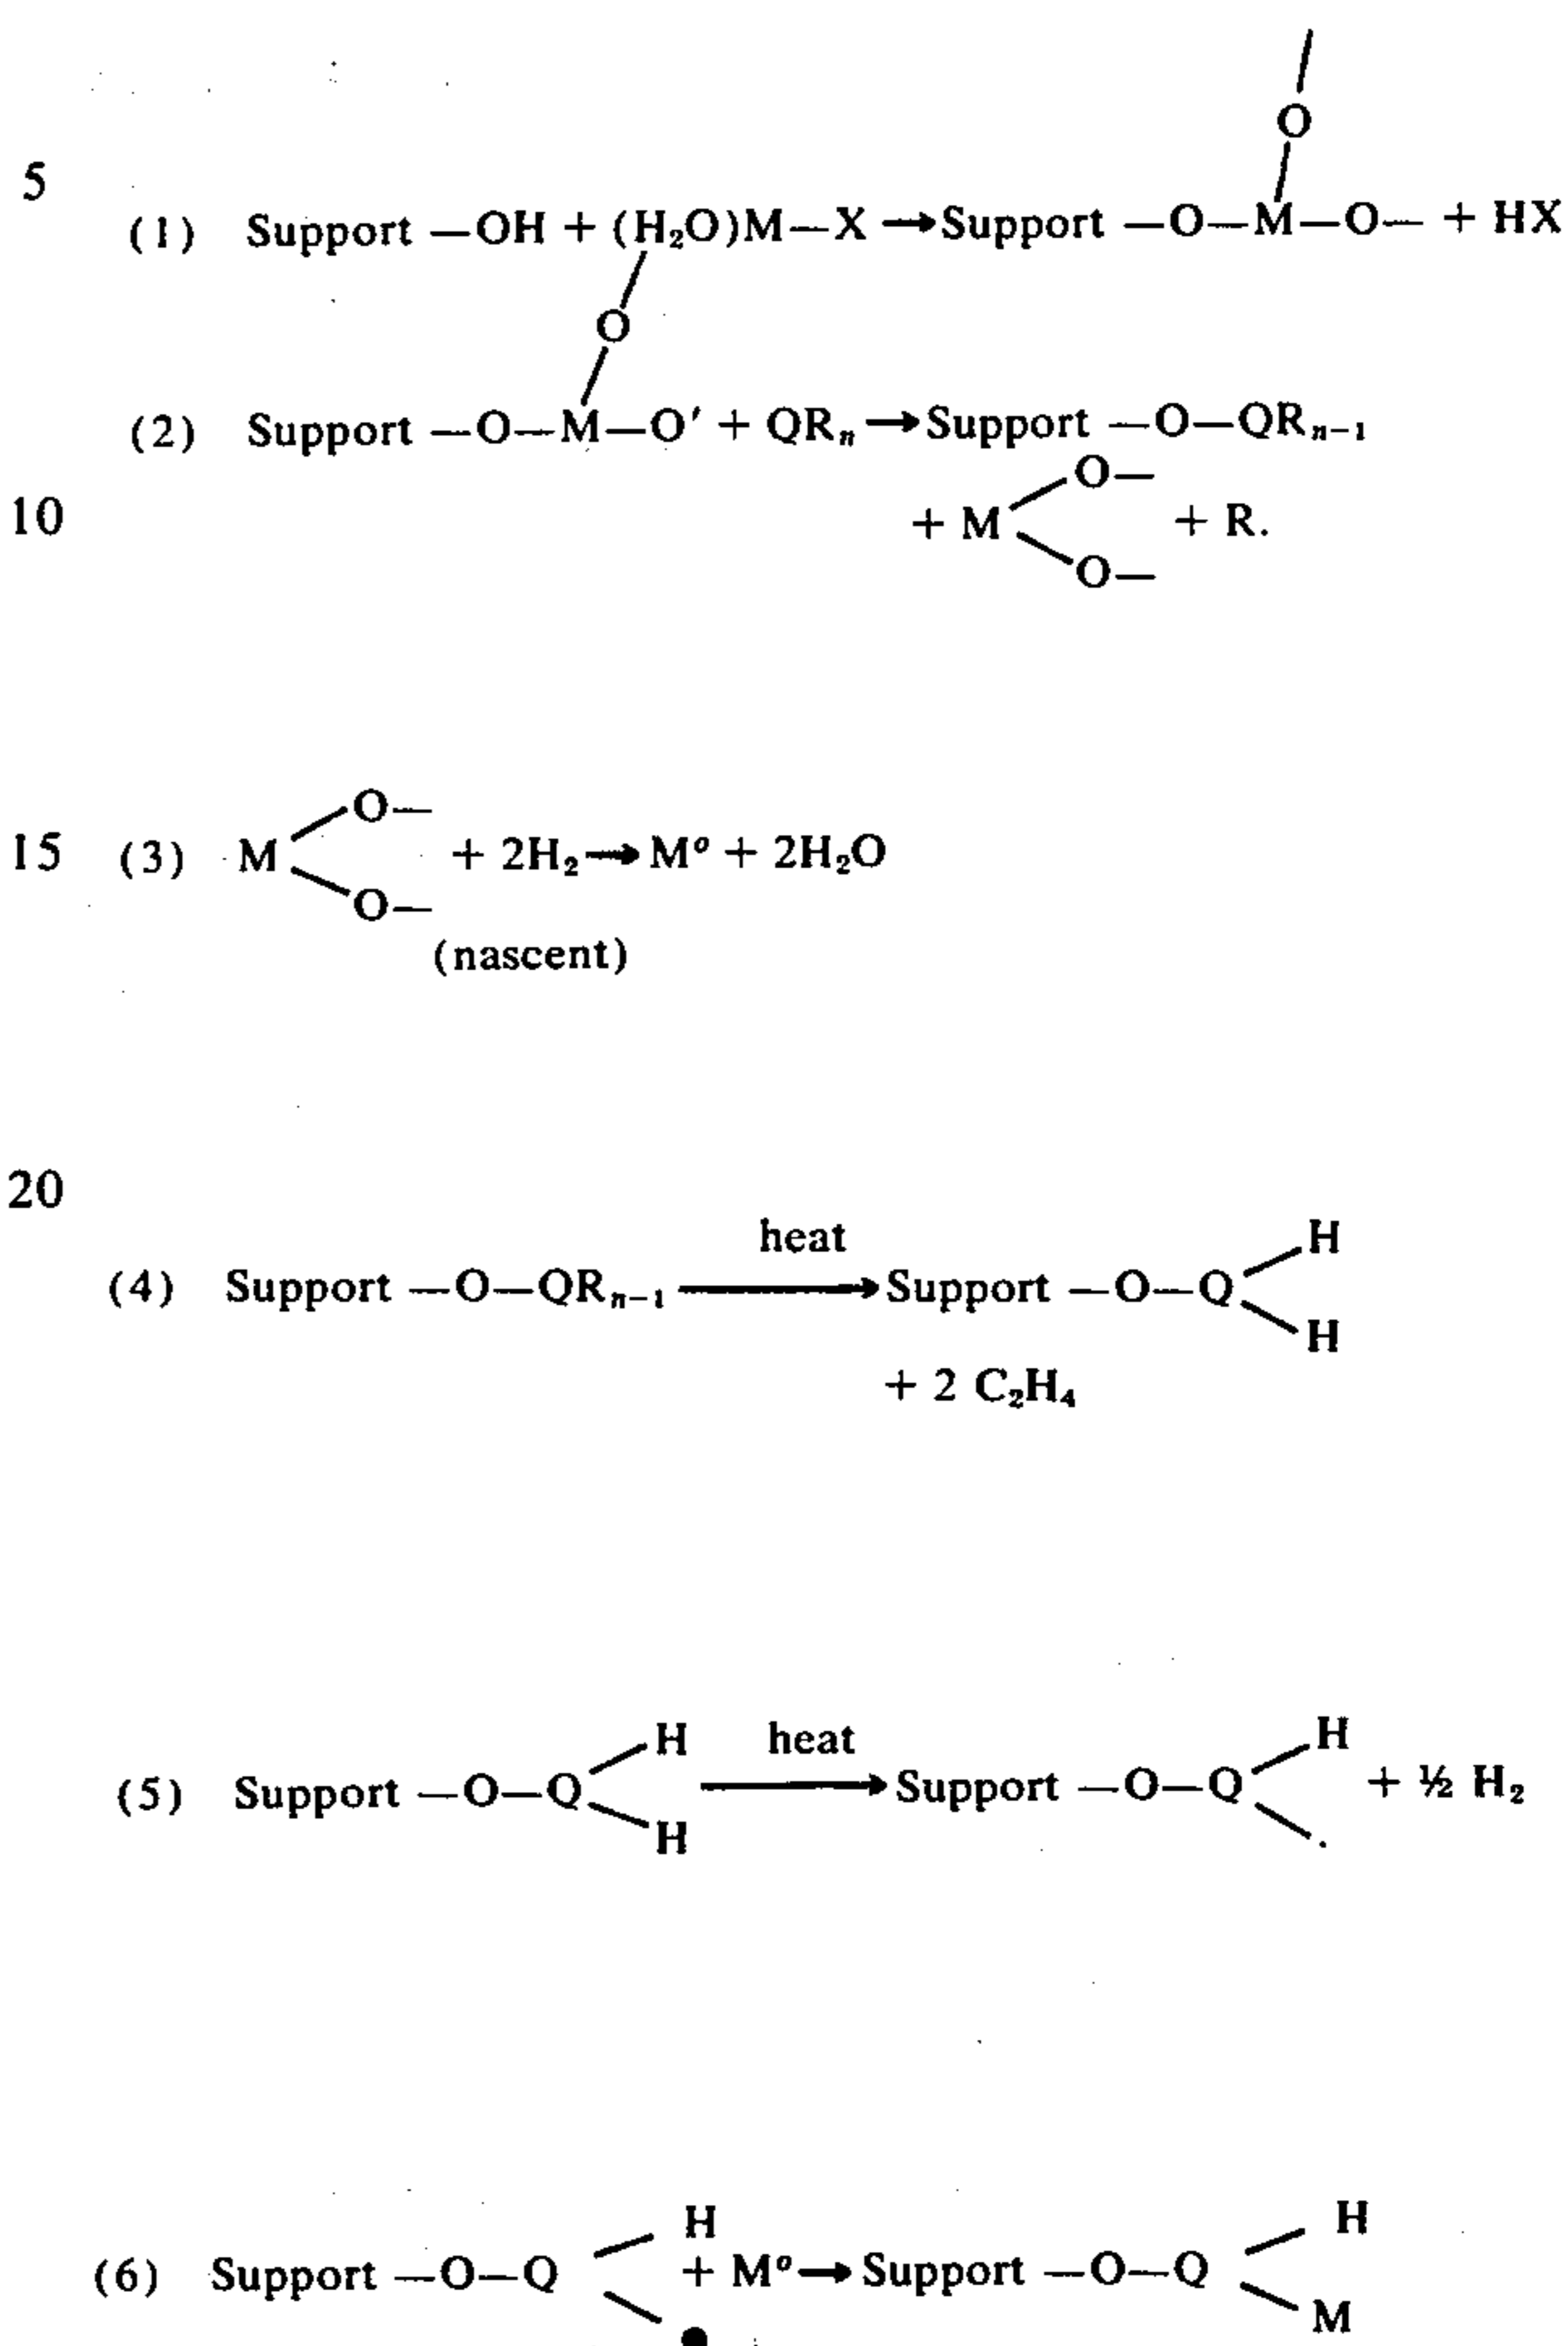 O
5
(1) Support —OH + (H₂O)M—X →Support —O—M—O— + HX
O
(2) Support —O—M—O′ + QRₙ →Support —O—QRₙ₋₁
O—
10 + M + R.
O—
O—
15 (3) M + 2H₂ → Mᵒ + 2H₂O
O—
(nascent)
20
heat H
(4) Support —O—QRₙ₋₁ →Support —O—Q
H
+ 2 C₂H₄
H heat H
(5) Support —O—Q →Support —O—Q + ½ H₂
H .
H H
(6) Support —O—Q + Mᵒ →Support —O—Q
• M